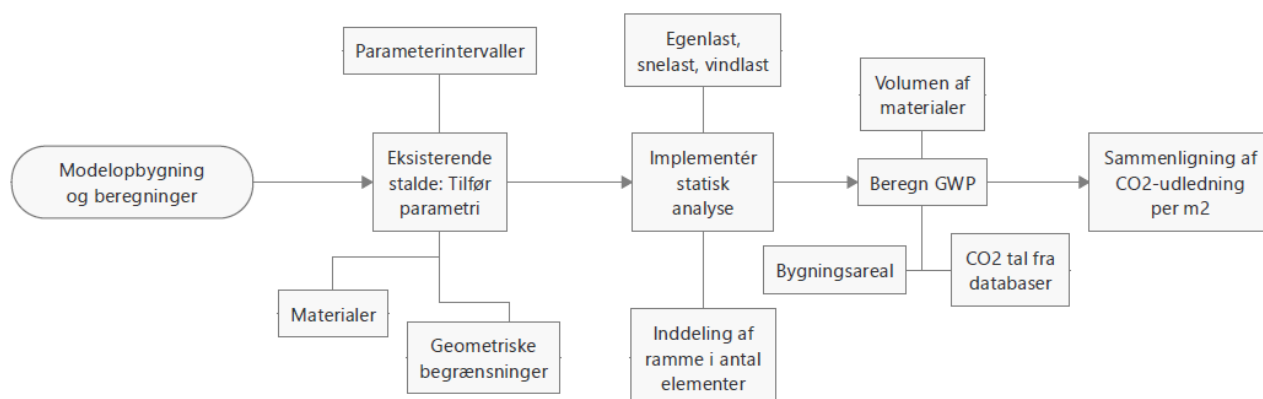 Parameterintervaller
Egenlast,
snelast, vindlast
Volumen af
materialer
Modelopbygning
og beregninger
Eksisterende
stalde: Tilfør
parametri
Implementér
statisk
analyse
Beregn GWP
Sammenligning af
CO2-udledning
per m2
Materialer
Geometriske
begrænsninger
Inddeling af
ramme i antal
elementer
Bygningsareal
CO2 tal fra
databaser